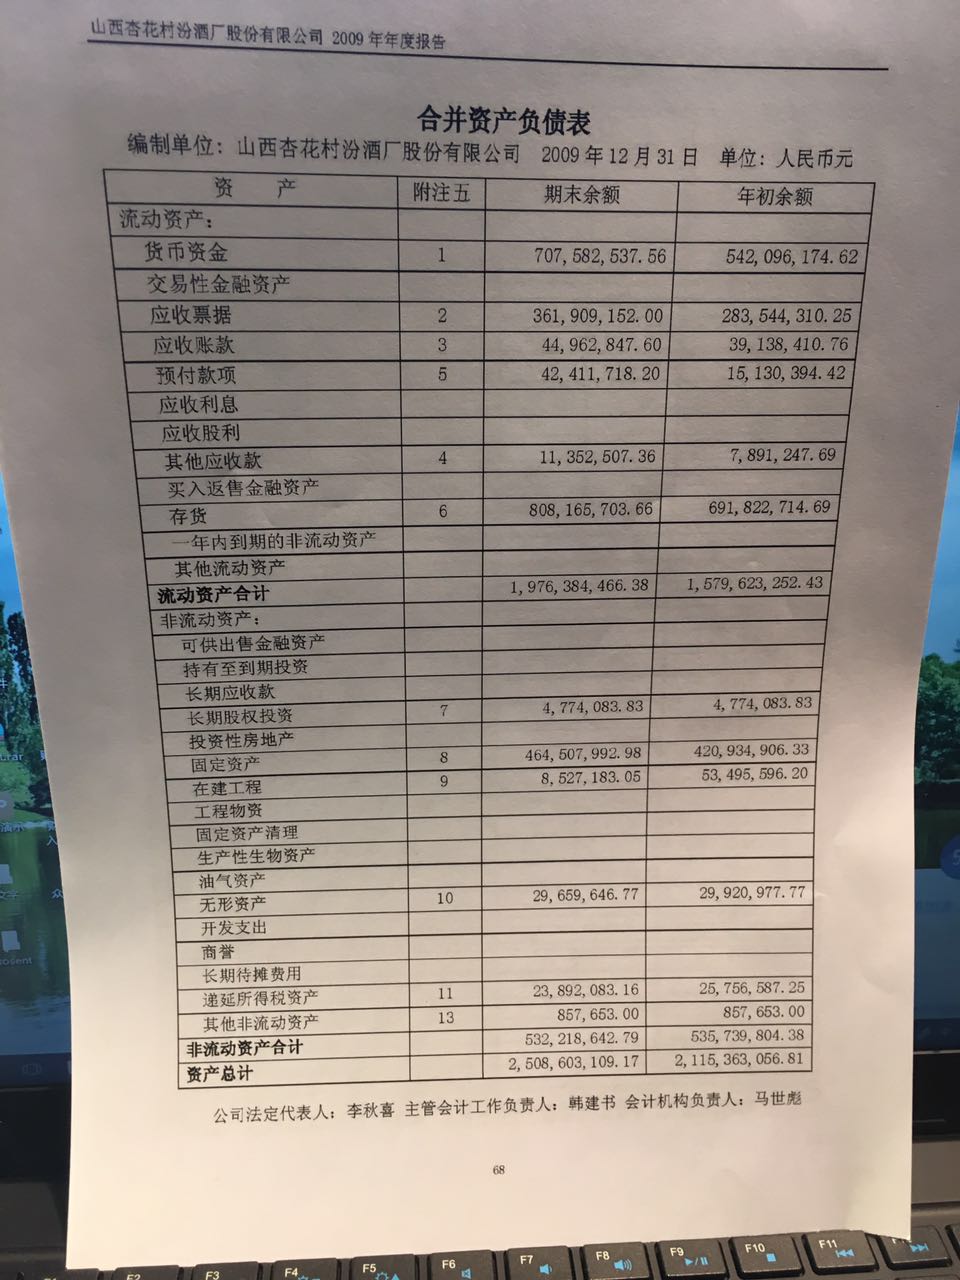 山西杏花村汾酒厂股份有限公司 2009 年年度报告
合并资产负债表
编制单位：山西杏花村汾酒厂股份有限公司 2009 年 12 月 31 日 单位：人民币元
资 产 附注五 期末余额 年初余额
流动资产：
货币资金 1 707,582,537.56 542,096,174.62
交易性金融资产
应收票据 2 361,909,152.00 283,544,310.25
应收账款 3 44,962,847.60 39,138,410.76
预付款项 5 42,411,718.20 15,130,394.42
应收利息
应收股利
其他应收款 4 11,352,507.36 7,891,247.69
买入返售金融资产
存货 6 808,165,703.66 691,822,714.69
一年内到期的非流动资产
其他流动资产
流动资产合计 1,976,384,466.38 1,579,623,252.43
非流动资产：
可供出售金融资产
持有至到期投资
长期应收款
长期股权投资 7 4,774,083.83 4,774,083.83
投资性房地产
固定资产 8 464,507,992.98 420,934,906.33
在建工程 9 8,527,183.05 53,495,596.20
工程物资
固定资产清理
生产性生物资产
油气资产
无形资产 10 29,659,646.77 29,920,977.77
开发支出
商誉
长期待摊费用
递延所得税资产 11 23,892,083.16 25,756,587.25
其他非流动资产 13 857,653.00 857,653.00
非流动资产合计 532,218,642.79 535,739,804.38
资产总计 2,508,603,109.17 2,115,363,056.81
公司法定代表人：李秋喜 主管会计工作负责人：韩建书 会计机构负责人：马世彪
68
F2 F3 F4 F5 F6 F7 F8 F9 F10 F11